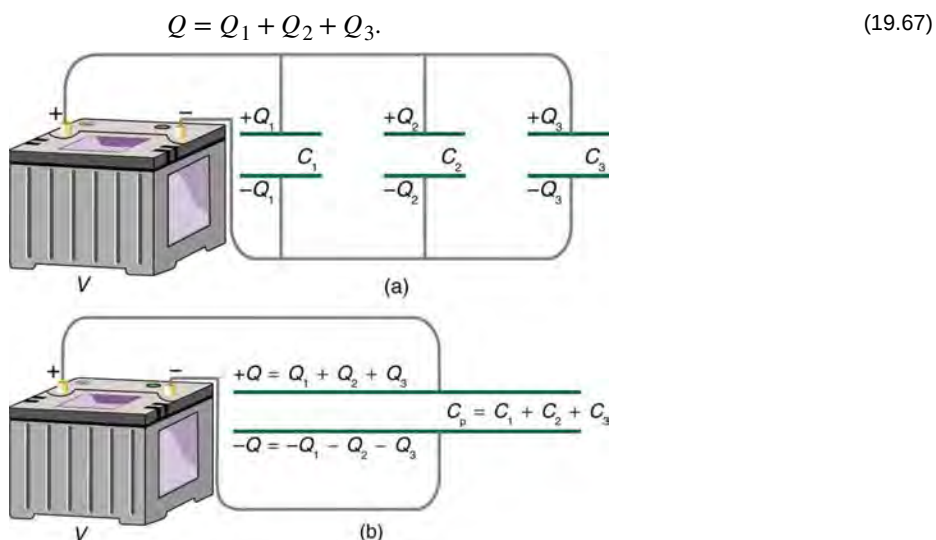 Q = Q₁ + Q₂ + Q₃.
(19.67)
+ −
+Q₁ +Q₂ +Q₃
C₁ C₂ C₃
−Q₁ −Q₂ −Q₃
V
(a)
+ −
+Q = Q₁ + Q₂ + Q₃
Cₚ = C₁ + C₂ + C₃
−Q = −Q₁ − Q₂ − Q₃
V
(b)